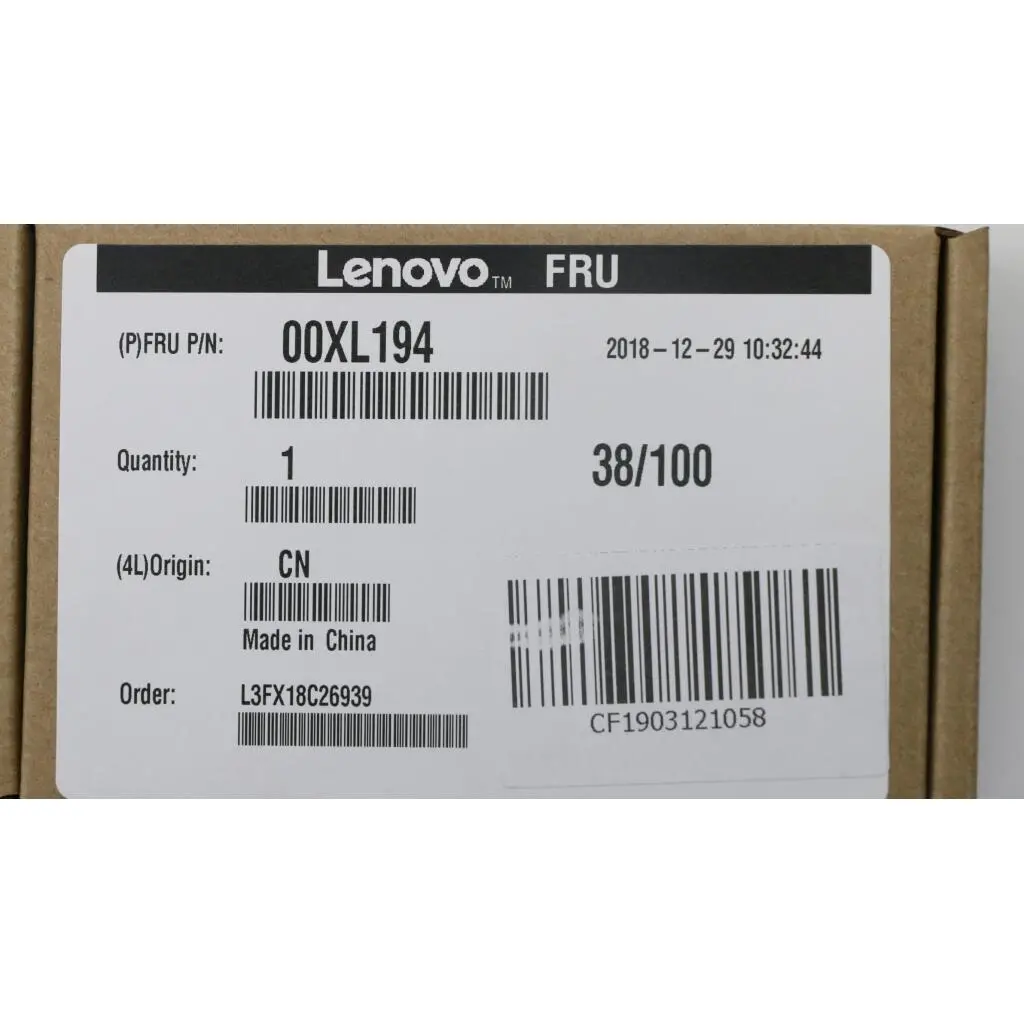 Lenovo™ FRU
(P)FRU P/N: 00XL194 2018-12-29 10:32:44
Quantity: 1 38/100
(4L)Origin: CN
Made in China
Order: L3FX18C26939
CF1903121058